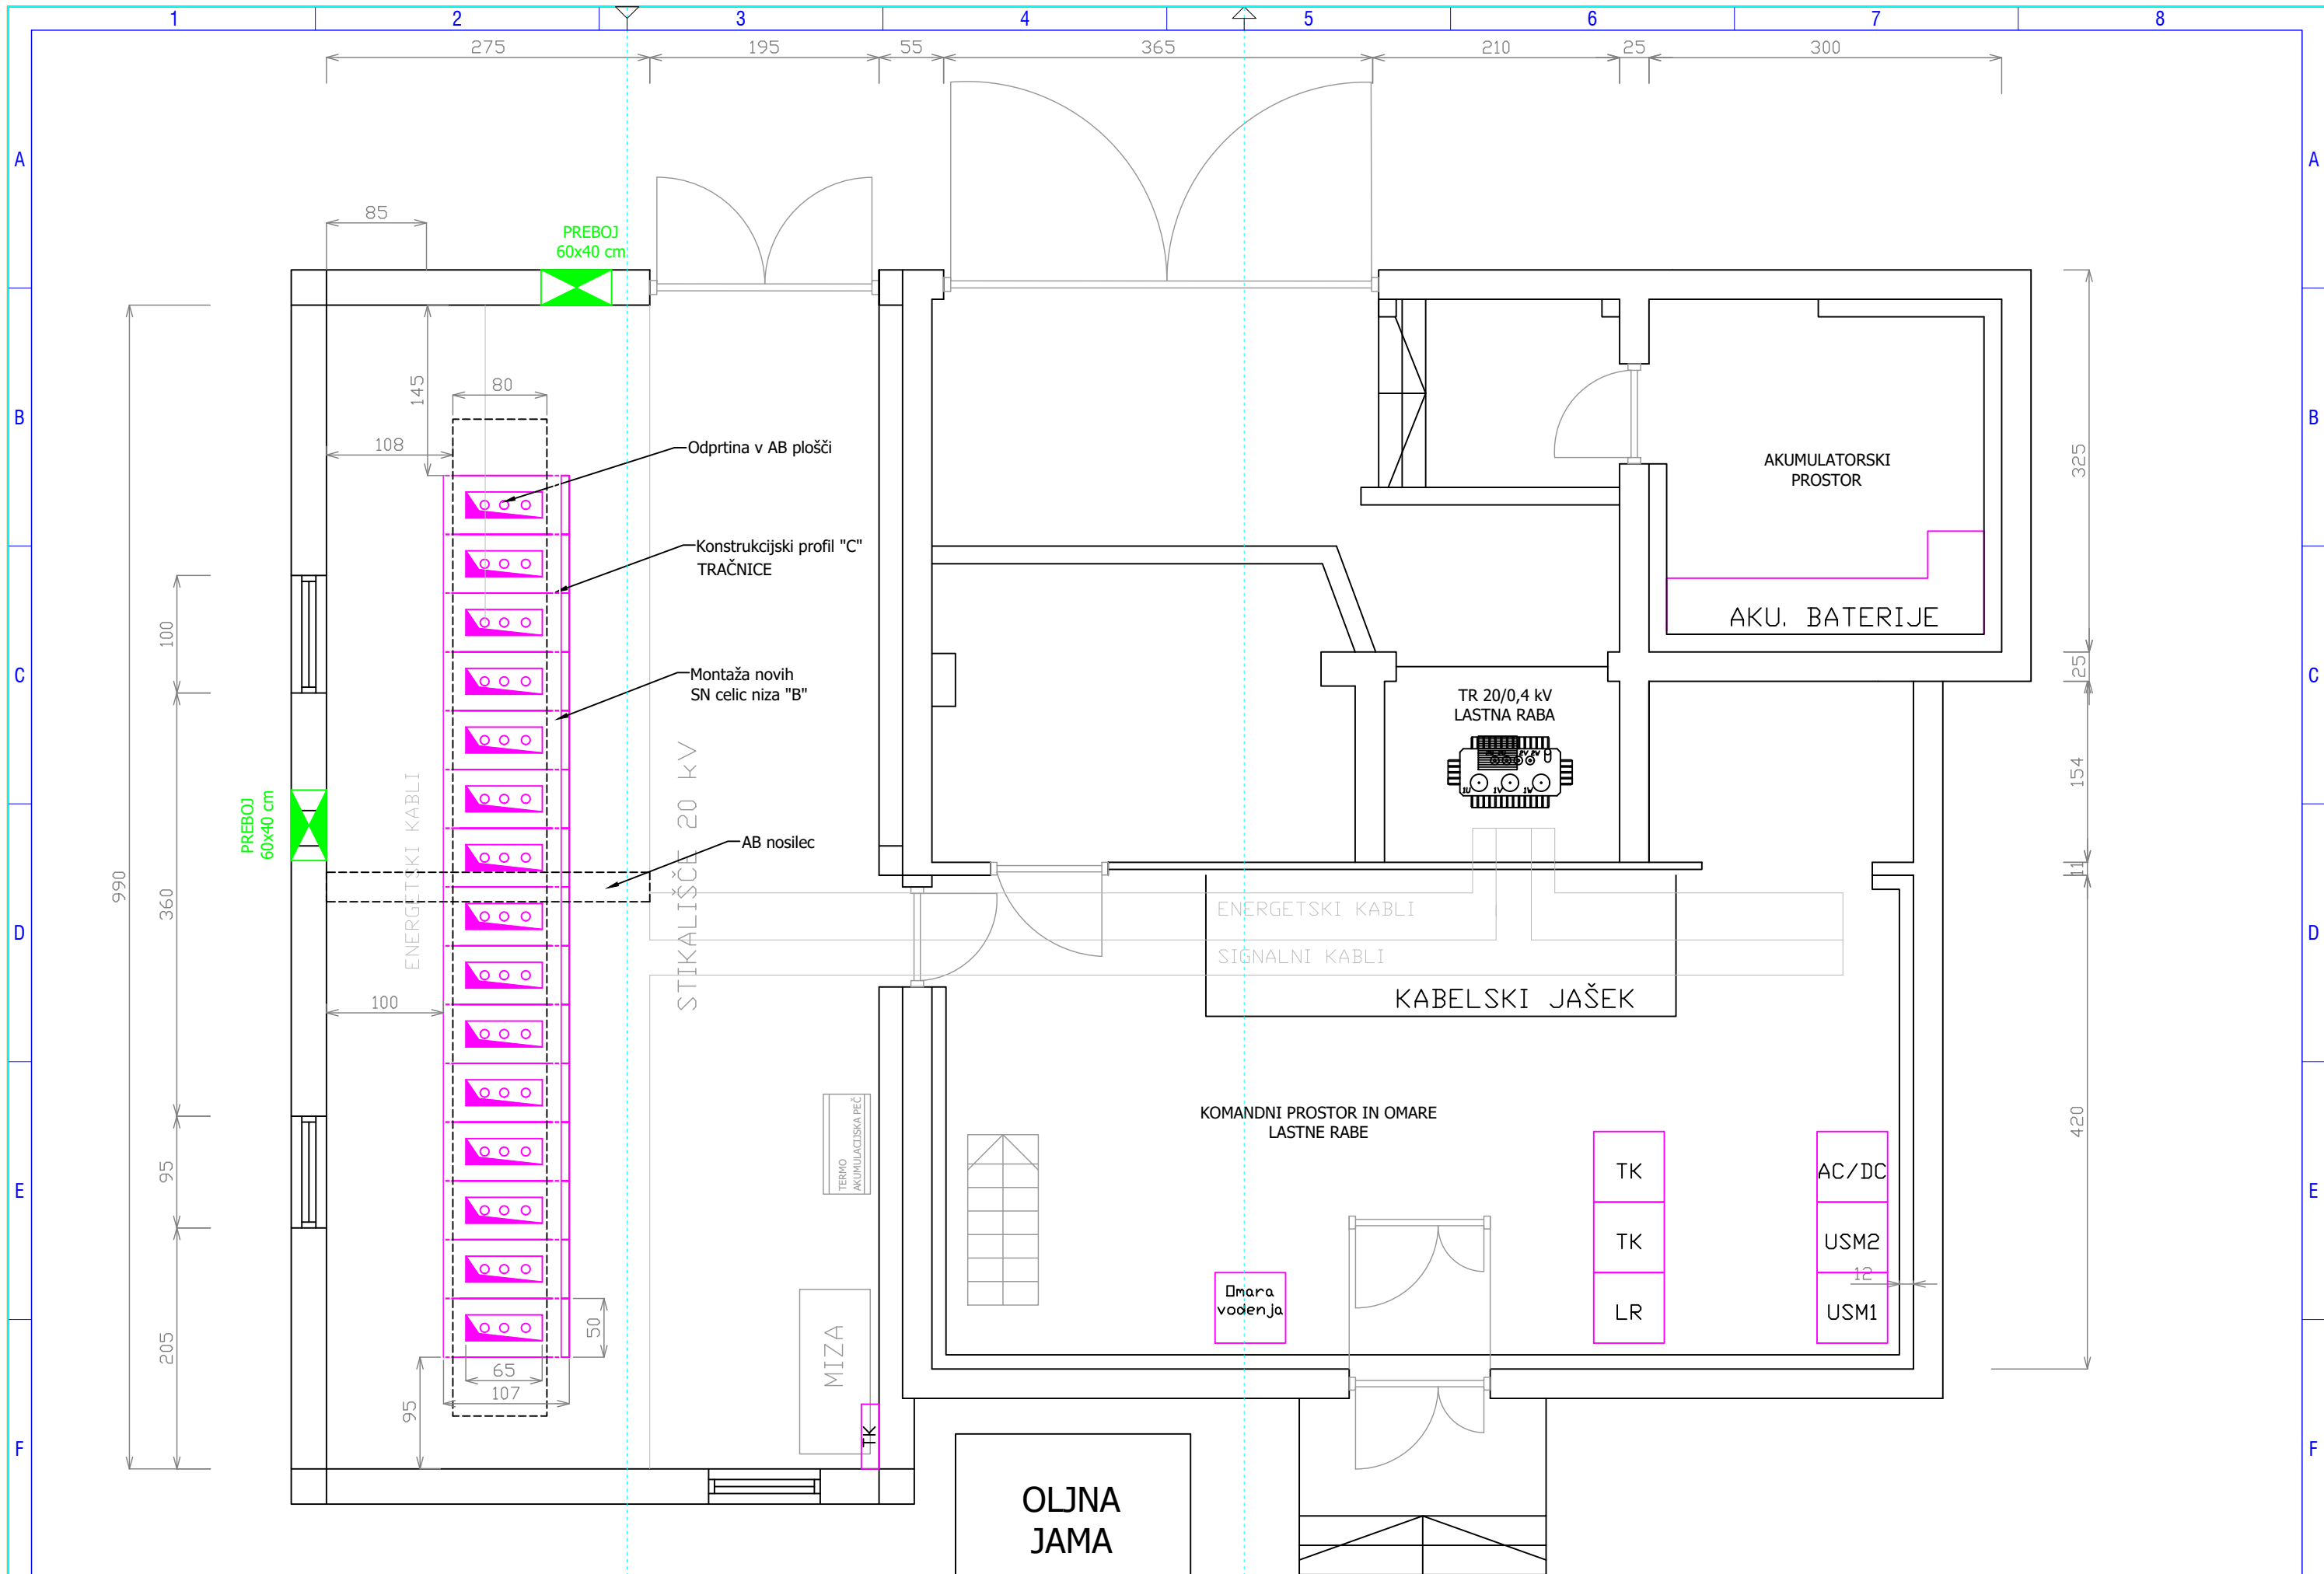 1 2 3 4 5 6 7 8
275 195 55 365 210 25 300
A A
85
PREBOJ
60x40 cm
145
80
B B
108
Odprtina v AB plošči
AKUMULATORSKI
PROSTOR
325
Konstrukcijski profil "C"
TRAČNICE
100
AKU. BATERIJE
C C
Montaža novih
SN celic niza "B"
25
TR 20/0,4 kV
LASTNA RABA
1U 1V 1W
154
PREBOJ
60x40 cm
ENERGETSKI KABLI
STIKALIŠČE 20 kV
AB nosilec
11
990
360
D D
ENERGETSKI KABLI
SIGNALNI KABLI
100
KABELSKI JAŠEK
TERMO
AKUMULACIJSKA PEČ
KOMANDNI PROSTOR IN OMARE
LASTNE RABE
420
95
E E
TK AC/DC
TK USM2
12
Omara
vodenja
LR USM1
205
50
MIZA
65
107
95
TK
F F
OLJNA
JAMA